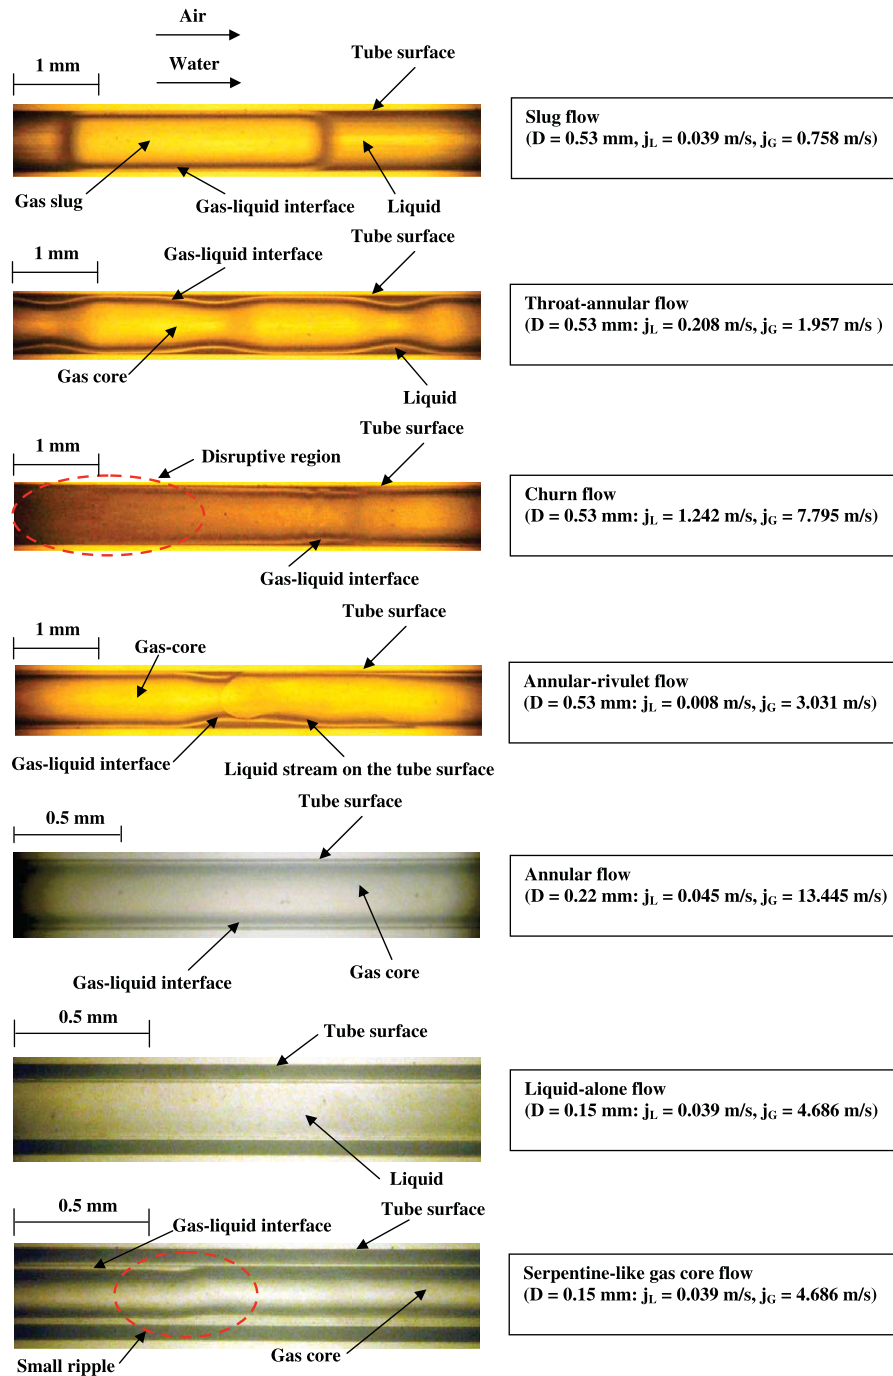 Air
Water
1 mm
Tube surface
Gas slug
Gas-liquid interface
Liquid
Slug flow
(D = 0.53 mm, jL = 0.039 m/s, jG = 0.758 m/s)
1 mm
Gas-liquid interface
Tube surface
Gas core
Liquid
Throat-annular flow
(D = 0.53 mm: jL = 0.208 m/s, jG = 1.957 m/s )
1 mm
Disruptive region
Tube surface
Gas-liquid interface
Churn flow
(D = 0.53 mm: jL = 1.242 m/s, jG = 7.795 m/s)
1 mm
Gas-core
Tube surface
Gas-liquid interface
Liquid stream on the tube surface
Annular-rivulet flow
(D = 0.53 mm: jL = 0.008 m/s, jG = 3.031 m/s)
0.5 mm
Tube surface
Gas-liquid interface
Gas core
Annular flow
(D = 0.22 mm: jL = 0.045 m/s, jG = 13.445 m/s)
0.5 mm
Tube surface
Liquid
Liquid-alone flow
(D = 0.15 mm: jL = 0.039 m/s, jG = 4.686 m/s)
0.5 mm
Gas-liquid interface
Tube surface
Small ripple
Gas core
Serpentine-like gas core flow
(D = 0.15 mm: jL = 0.039 m/s, jG = 4.686 m/s)